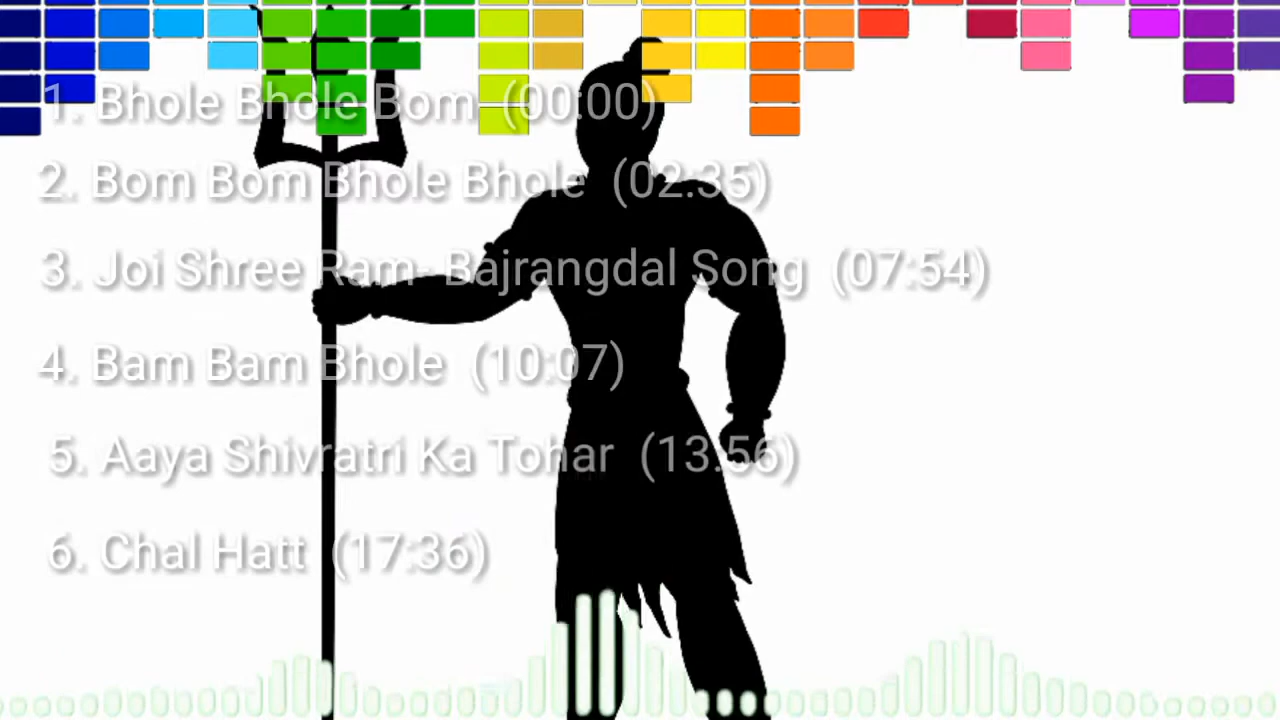 1. Bhole Bhole Bom (00:00)
2. Bom Bom Bhole Bhole (02:35)
3. Joi Shree Ram- Bajrangdal Song (07:54)
4. Bam Bam Bhole (10:07)
5. Aaya Shivratri Ka Tohar (13:56)
6. Chal Hatt (17:36)